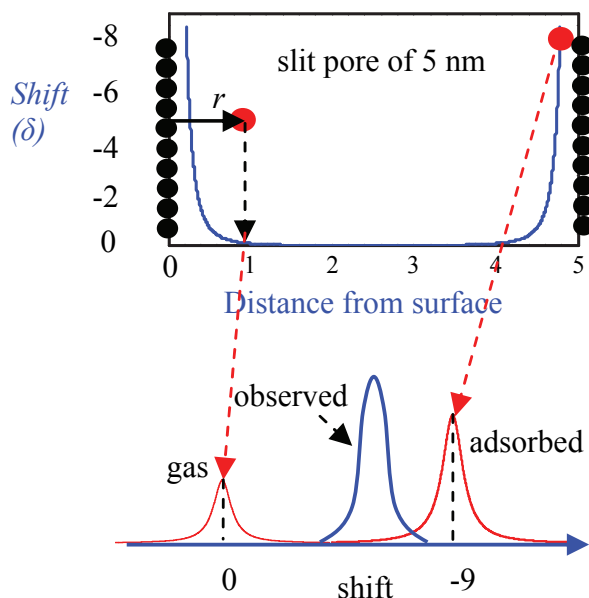 -8
slit pore of 5 nm
Shift
(δ)
-6
r
-4
-2
0
0 1 2 3 4 5
Distance from surface
observed
gas
adsorbed
0 shift -9